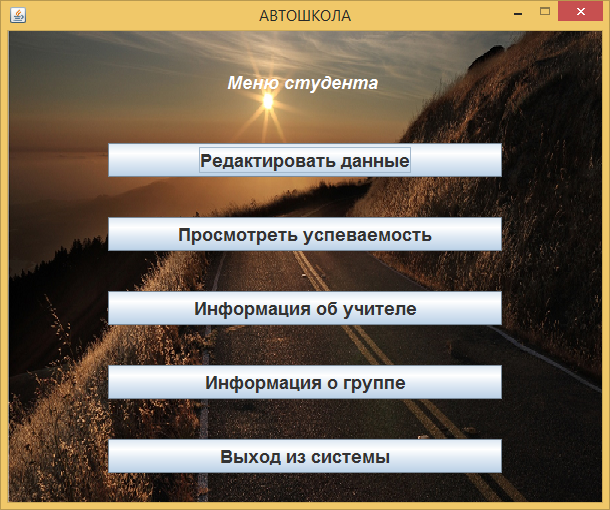 АВТОШКОЛА
Меню студента
Редактировать данные
Просмотреть успеваемость
Информация об учителе
Информация о группе
Выход из системы